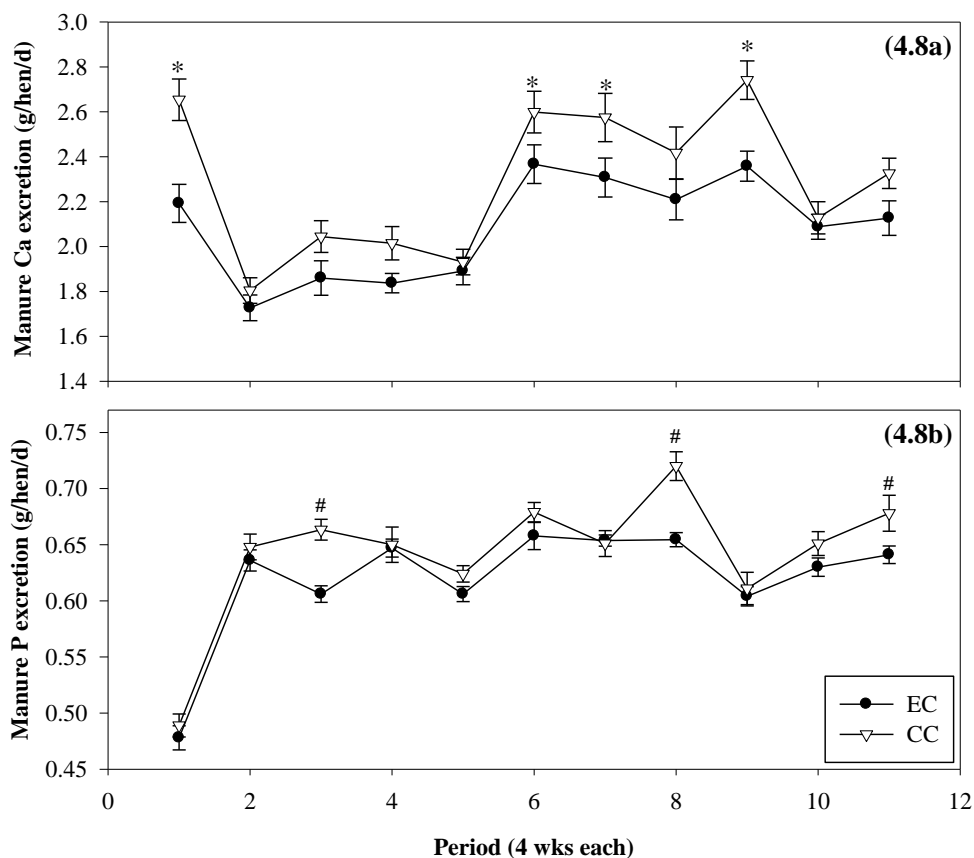 (4.8a)
Manure Ca excretion (g/hen/d)
3.0
2.8
2.6
2.4
2.2
2.0
1.8
1.6
1.4
* * * *
(4.8b)
Manure P excretion (g/hen/d)
0.75
0.70
0.65
0.60
0.55
0.50
0.45
# # #
EC
CC
0 2 4 6 8 10 12
Period (4 wks each)